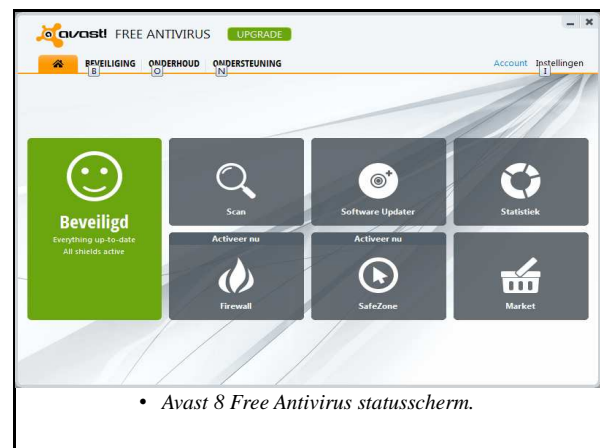 avast! FREE ANTIVIRUS UPGRADE
BEVEILIGING ONDERHOUD ONDERSTEUNING Account Instellingen
B O N I
Beveiligd
Everything up-to-date
All shields active
Scan
Software Updater
Statistiek
Activeer nu
Firewall
Activeer nu
SafeZone
Market
• Avast 8 Free Antivirus statusscherm.